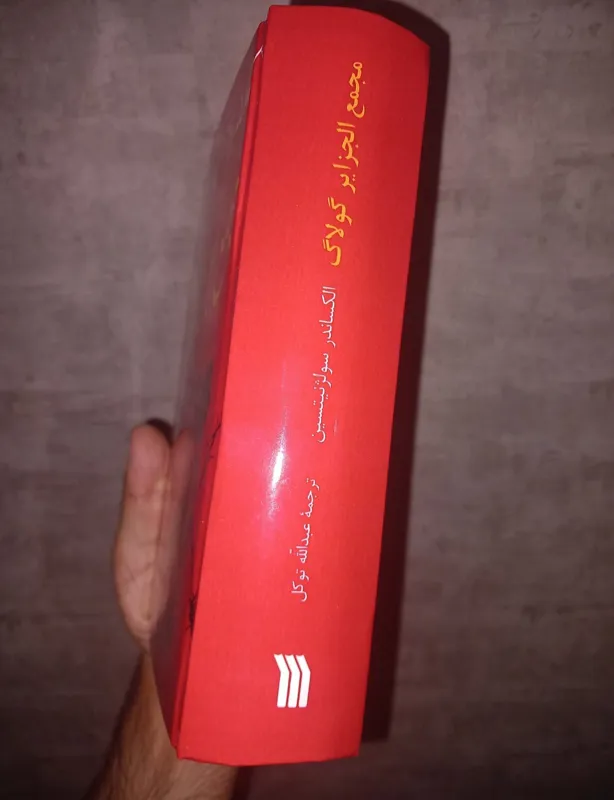 مجمع الجزایر گولاگ
الکساندر سولژنیتسین
ترجمهٔ عبدالله توکل